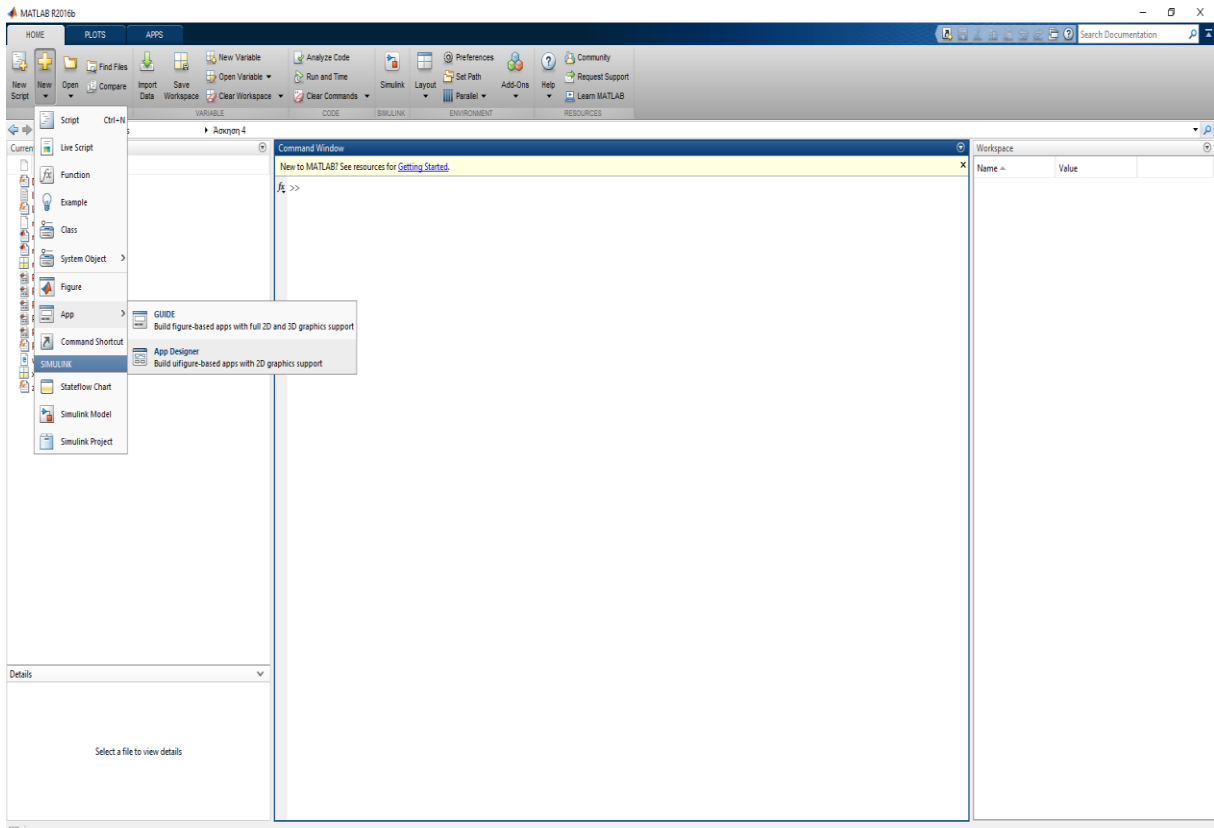 MATLAB R2016b
HOME PLOTS APPS
Search Documentation
New Script
New
Open
Find Files
Compare
Import Data
Save Workspace
New Variable
Open Variable
Clear Workspace
Analyze Code
Run and Time
Clear Commands
Simulink
Layout
Preferences
Set Path
Parallel
Add-Ons
Help
Community
Request Support
Learn MATLAB
VARIABLE CODE SIMULINK ENVIRONMENT RESOURCES
Άσκηση 4
Script Ctrl+N
Live Script
Function
Example
Class
System Object
Figure
App
Command Shortcut
SIMULINK
Stateflow Chart
Simulink Model
Simulink Project
GUIDE
Build figure-based apps with full 2D and 3D graphics support
App Designer
Build uifigure-based apps with 2D graphics support
Command Window
New to MATLAB? See resources for Getting Started.
fx >>
Workspace
Name Value
Details
Select a file to view details